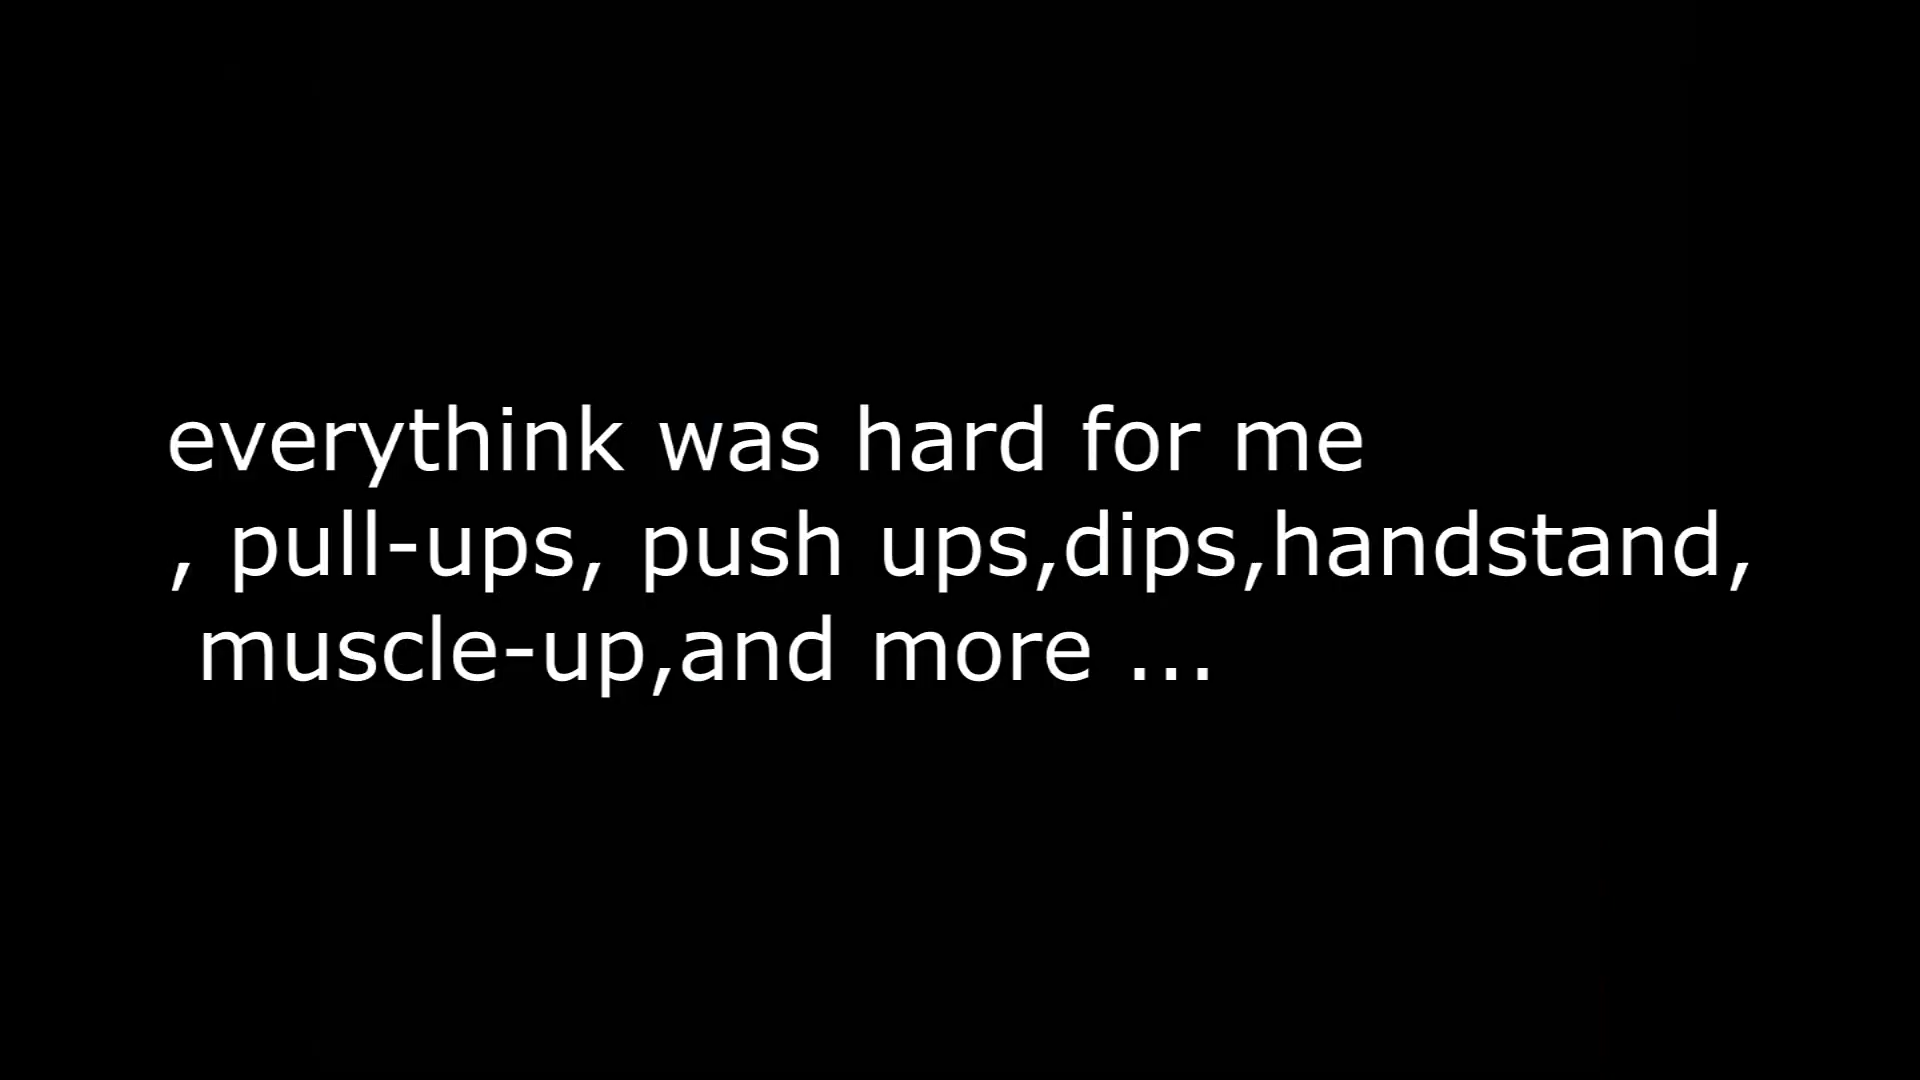 everythink was hard for me
, pull-ups, push ups,dips,handstand,
muscle-up,and more ...